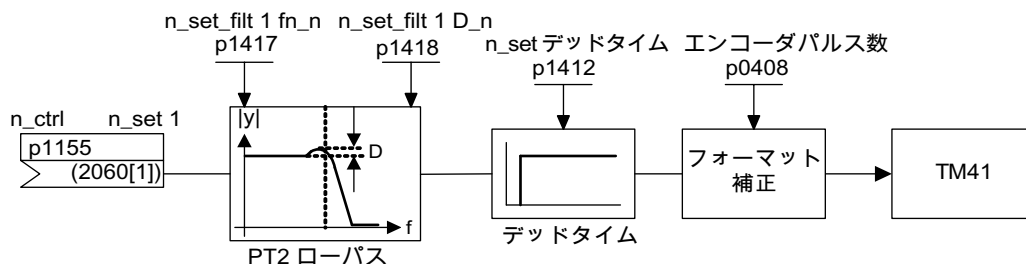 n_set_filt 1 fn_n
p1417
n_set_filt 1 D_n
p1418
n_set デッドタイム
p1412
エンコーダパルス数
p0408
n_ctrl
n_set 1
p1155
(2060[1])
|y|
D
f
PT2 ローパス
デッドタイム
フォーマット
補正
TM41